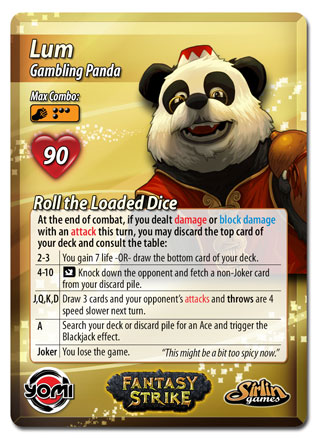 Lum
Gambling Panda
Max Combo:
90
Roll the Loaded Dice
At the end of combat, if you dealt damage or block damage
with an attack this turn, you may discard the top card of
your deck and consult the table:
2-3 You gain 7 life -OR- draw the bottom card of your deck.
4-10 Knock down the opponent and fetch a non-Joker card
from your discard pile.
J,Q,K,D Draw 3 cards and your opponent's attacks and throws are 4
speed slower next turn.
A Search your deck or discard pile for an Ace and trigger the
Blackjack effect.
Joker You lose the game. "This might be a bit too spicy now."
YOMI
FANTASY
STRIKE
Sirlin
games